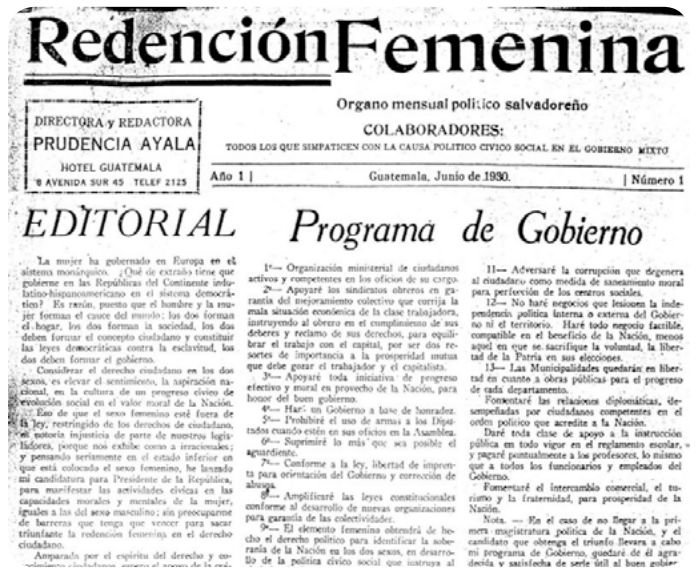 Redención Femenina
Organo mensual politico salvadoreño
COLABORADORES:
TODOS LOS QUE SIMPATICEN CON LA CAUSA POLITICO CIVICO SOCIAL EN EL GOBIERNO MIXTO
DIRECTORA y REDACTORA
PRUDENCIA AYALA
HOTEL GUATEMALA
8 AVENIDA SUR 45 TELEF 2125
Año 1 | Guatemala, Junio de 1930. | Número 1
EDITORIAL
La mujer ha gobernado en Europa en el
sistema monárquico. ¿Qué de extraño tiene que
gobierne en las Repúblicas del Continente indo-
latino-hispanoamericano en el sistema democrá-
tico? Es razón, puesto que el hombre y la mu-
jer forman el cauce del mundo: los dos forman
el hogar, los dos forman la sociedad, los dos
deben formar el concepto ciudadano y constituir
las leyes democráticas contra la esclavitud, los
dos deben formar el gobierno.
Considerar el derecho ciudadano en los dos
sexos, es elevar el sentimiento, la aspiración na-
cional, en la cultura de un progreso cívico de
evolución social en el valor moral de la Nación.
Eso de que el sexo femenino esté fuera de
la ley, restringido de los derechos de ciudadano,
es notoria injusticia de parte de nuestros legis-
ladores, porque nos exhibe como a irracionales;
y pensando seriamente en el estado inferior en
que está colocado el sexo femenino, he lanzado
mi candidatura para Presidente de la República,
para manifestar las actividades cívicas en las
capacidades morales y mentales de la mujer,
iguales a las del sexo masculino; sin preocuparme
de barreras que tenga que vencer para sacar
triunfante la redención femenina en el derecho
ciudadano.
Amparada por el espíritu del derecho y co-
Programa de Gobierno
1º— Organización ministerial de ciudadanos
activos y competentes en los oficios de su cargo.
2º— Apoyaré los sindicatos obreros en ga-
rantía del mejoramiento colectivo que corrija la
mala situación económica de la clase trabajadora,
instruyendo al obrero en el cumplimiento de sus
deberes y reclamo de sus derechos, para equili-
brar el trabajo con el capital, por ser dos re-
sortes de importancia a la prosperidad mutua
que debe gozar el trabajador y el capitalista.
3º— Apoyaré toda iniciativa de progreso
efectivo y moral en provecho de la Nación, para
honor del buen gobierno.
4º— Haré un Gobierno a base de honradez.
5º— Prohibiré el uso de armas a los Dipu-
tados cuando estén en sus oficios en la Asamblea.
6º— Suprimiré lo más que sea posible el
aguardiente.
7º— Conforme a la ley, libertad de impren-
ta para orientación del Gobierno y corrección de
abusos.
8º— Amplificaré las leyes constitucionales
conforme al desarrollo de nuevas organizaciones
para garantía de las colectividades.
9º— El elemento femenino obtendrá de he-
cho el derecho político para identificar la sobe-
ranía de la Nación en los dos sexos, en desarro-
llo de la política cívico social que instruya al
11— Adversaré la corrupción que degenera
al ciudadano como medida de saneamiento moral
para perfección de los centros sociales.
12— No haré negocios que lesionen la inde-
pendencia política interna o externa del Gobier-
no ni el territorio. Haré todo negocio factible,
compatible en el beneficio de la Nación, menos
aquel en que se sacrifique la voluntad, la liber-
tad de la Patria en sus elecciones.
13— Las Municipalidades quedarán en liber-
tad en cuanto a obras públicas para el progreso
de cada departamento.
Fomentaré las relaciones diplomáticas, de-
sempeñadas por ciudadanos competentes en el
orden político que acredite a la Nación.
Daré toda clase de apoyo a la instrucción
pública en todo vigor en el reglamento escolar,
y pagaré puntualmente a los profesores, lo mismo
que a todos los funcionarios y empleados del
Gobierno.
Fomentaré el intercambio comercial, el tu-
rismo y la fraternidad, para prosperidad de la
Nación.
Nota. — En el caso de no llegar a la pri-
mera magistratura política de la Nación, y el
candidato que obtenga el triunfo llevara a cabo
mi programa de Gobierno, quedaré de él agra-
decida y satisfecha de serle útil al buen gobier-